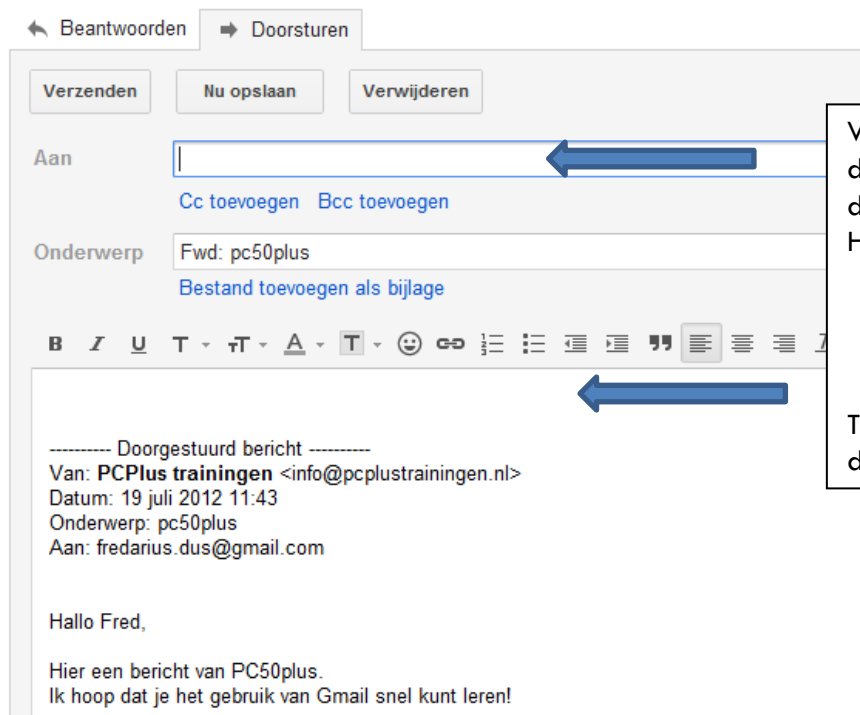 Beantwoorden Doorsturen
Verzenden Nu opslaan Verwijderen
Aan
Cc toevoegen Bcc toevoegen
Onderwerp Fwd: pc50plus
Bestand toevoegen als bijlage
B I U T тT A T
---------- Doorgestuurd bericht ----------
Van: PCPlus trainingen <info@pcplustrainingen.nl>
Datum: 19 juli 2012 11:43
Onderwerp: pc50plus
Aan: fredarius.dus@gmail.com
Hallo Fred,
Hier een bericht van PC50plus.
Ik hoop dat je het gebruik van Gmail snel kunt leren!
V
d
d
H
T
d